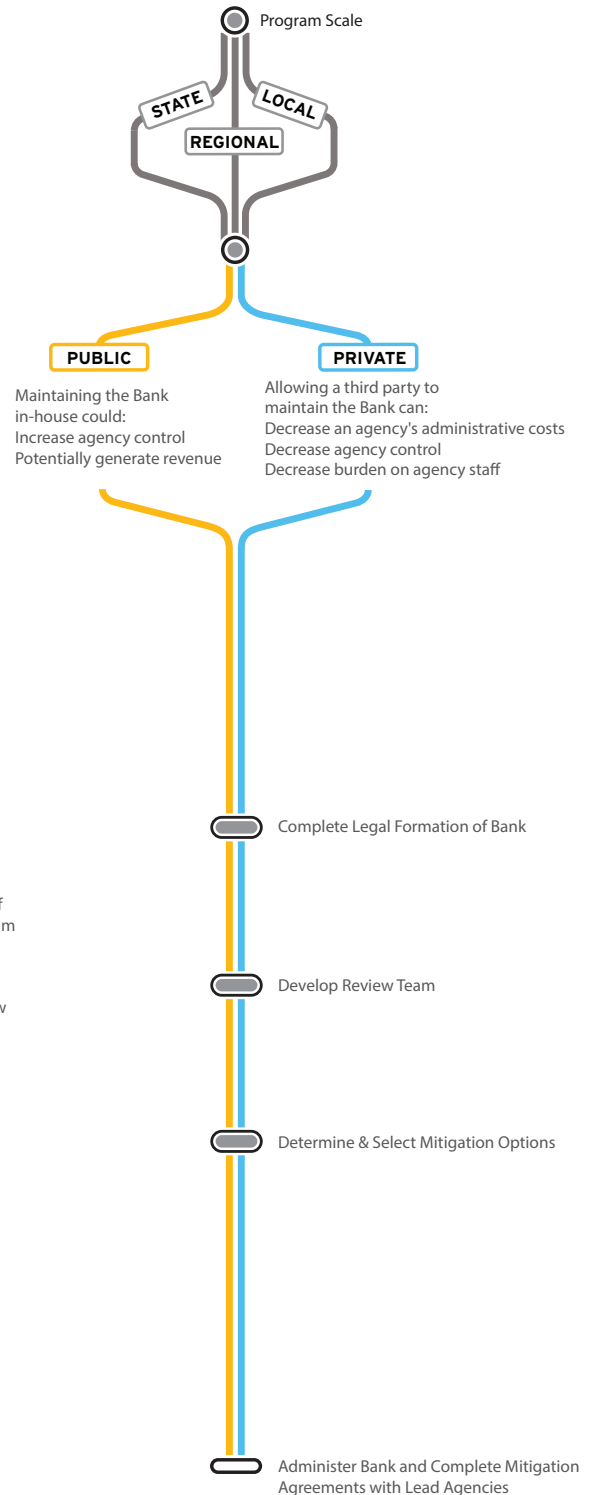 Program Scale
STATE
LOCAL
REGIONAL
PUBLIC
Maintaining the Bank
in-house could:
Increase agency control
Potentially generate revenue
PRIVATE
Allowing a third party to
maintain the Bank can:
Decrease an agency's administrative costs
Decrease agency control
Decrease burden on agency staff
Complete Legal Formation of Bank
Develop Review Team
Determine & Select Mitigation Options
Administer Bank and Complete Mitigation
Agreements with Lead Agencies